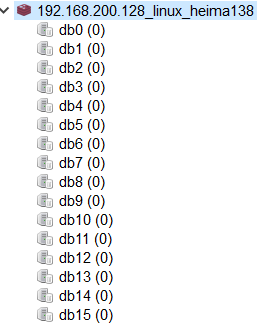 192.168.200.128_linux_heima138
db0 (0)
db1 (0)
db2 (0)
db3 (0)
db4 (0)
db5 (0)
db6 (0)
db7 (0)
db8 (0)
db9 (0)
db10 (0)
db11 (0)
db12 (0)
db13 (0)
db14 (0)
db15 (0)